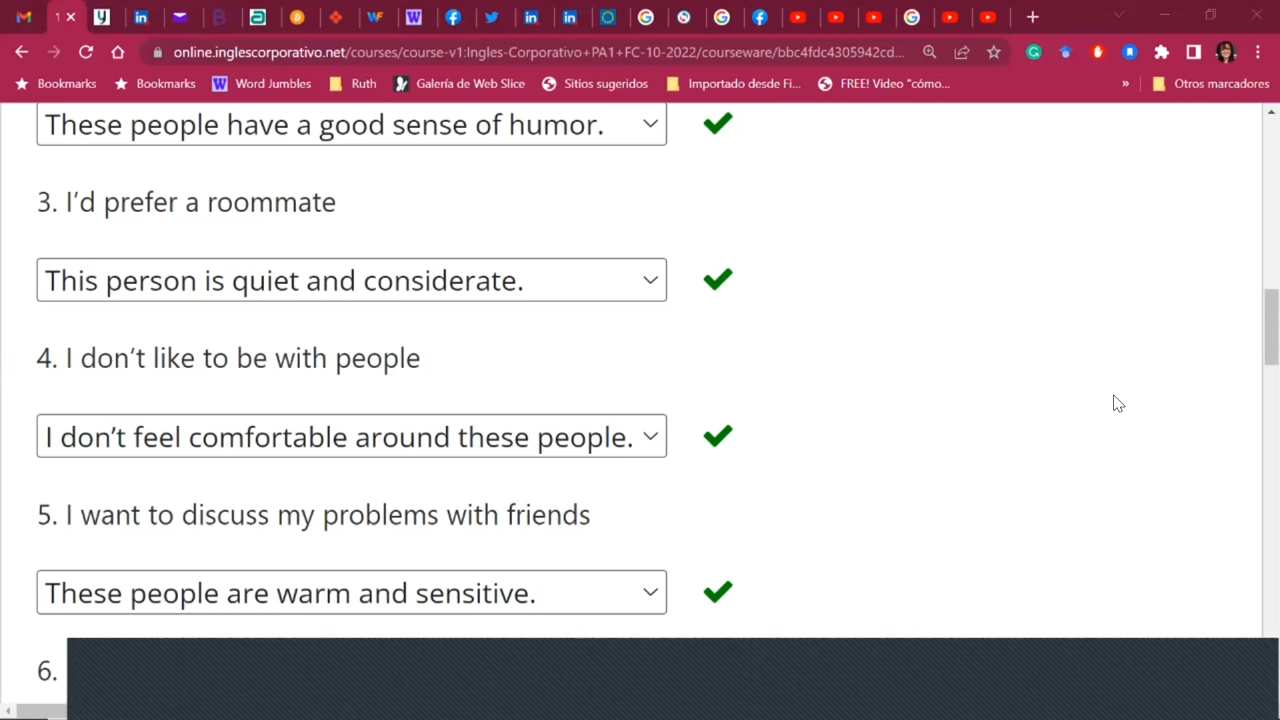 1
online.inglescorporativo.net/courses/course-v1:Ingles-Corporativo+PA1+FC-10-2022/courseware/bbc4fdc4305942cd...
Bookmarks Bookmarks Word Jumbles Ruth Galería de Web Slice Sitios sugeridos Importado desde Fi... FREE! Video "cómo... » Otros marcadores
These people have a good sense of humor.
3. I'd prefer a roommate
This person is quiet and considerate.
4. I don't like to be with people
I don't feel comfortable around these people.
5. I want to discuss my problems with friends
These people are warm and sensitive.
6.